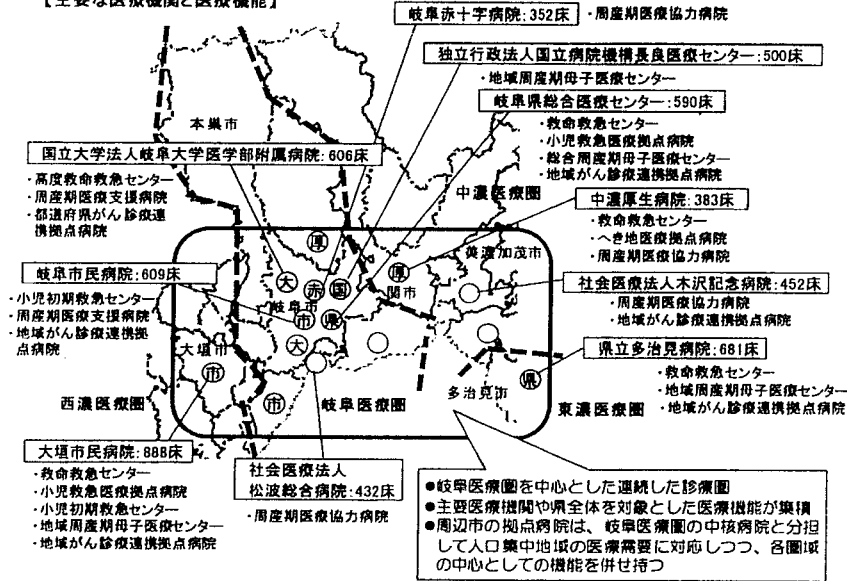 【主要な医療機関と医療機能】
岐阜赤十字病院:352床
・周産期医療協力病院
独立行政法人国立病院機構長良医療センター:500床
・地域周産期母子医療センター
岐阜県総合医療センター:590床
・救命救急センター
・小児救急医療拠点病院
・総合周産期母子医療センター
・地域がん診療連携拠点病院
本巣市
国立大学法人岐阜大学医学部附属病院:606床
・高度救命救急センター
・周産期医療支援病院
・都道府県がん診療連
携拠点病院
中濃医療圏
中濃厚生病院:383床
・救命救急センター
・へき地医療拠点病院
・周産期医療協力病院
厚
美濃加茂市
岐阜市民病院:609床
・小児初期救急センター
・周産期医療支援病院
・地域がん診療連携拠
点病院
大
赤
国
厚
関市
岐阜市
市
県
社会医療法人木沢記念病院:452床
・周産期医療協力病院
・地域がん診療連携拠点病院
大垣市
市
大
県立多治見病院:681床
・救命救急センター
・地域周産期母子医療センター
・地域がん診療連携拠点病院
県
多治見市
西濃医療圏
市
岐阜医療圏
東濃医療圏
大垣市民病院:888床
・救命救急センター
・小児救急医療拠点病院
・小児初期救急センター
・地域周産期母子医療センター
・地域がん診療連携拠点病院
社会医療法人
松波総合病院:432床
・周産期医療協力病院
●岐阜医療圏を中心とした連続した診療圏
●主要医療機関や県全体を対象とした医療機能が集積
●周辺市の拠点病院は、岐阜医療圏の中核病院と分担
して人口集中地域の医療需要に対応しつつ、各圏域
の中心としての機能を併せ持つ